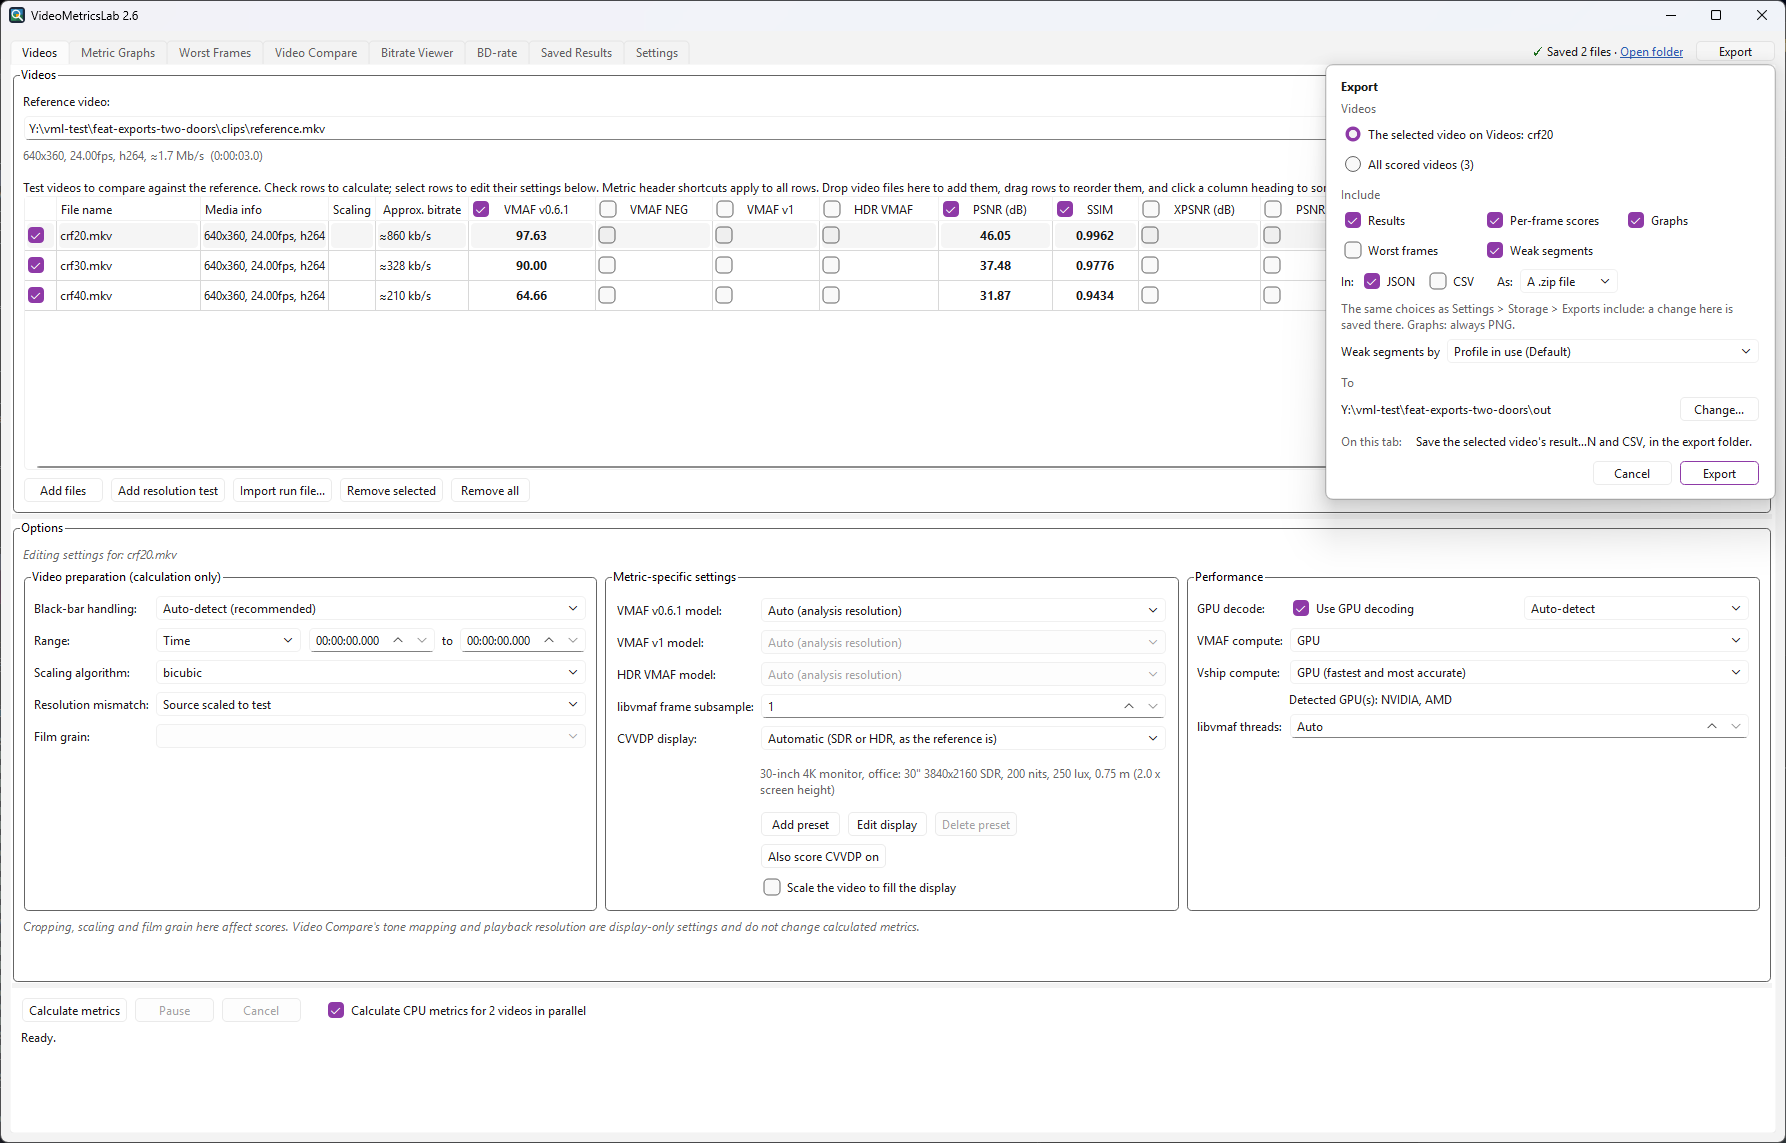 VideoMetricsLab 2.6
Videos Metric Graphs Worst Frames Video Compare Bitrate Viewer BD-rate Saved Results Settings
✓ Saved 2 files · Open folder Export
Videos
Reference video:
Y:\vml-test\feat-exports-two-doors\clips\reference.mkv
640x360, 24.00fps, h264, ≈1.7 Mb/s (0:00:03.0)
Test videos to compare against the reference. Check rows to calculate; select rows to edit their settings below. Metric header shortcuts apply to all rows. Drop video files here to add them, drag rows to reorder them, and click a column heading to
File name Media info Scaling Approx. bitrate VMAF v0.6.1 VMAF NEG VMAF v1 HDR VMAF PSNR (dB) SSIM XPSNR (dB) PSNR
crf20.mkv 640x360, 24.00fps, h264 ≈860 kb/s 97.63 46.05 0.9962
crf30.mkv 640x360, 24.00fps, h264 ≈328 kb/s 90.00 37.48 0.9776
crf40.mkv 640x360, 24.00fps, h264 ≈210 kb/s 64.66 31.87 0.9434
Add files Add resolution test Import run file... Remove selected Remove all
Export
Videos
The selected video on Videos: crf20
All scored videos (3)
Include
Results Per-frame scores Graphs
Worst frames Weak segments
In: JSON CSV As: A .zip file
The same choices as Settings > Storage > Exports include: a change here is
saved there. Graphs: always PNG.
Weak segments by Profile in use (Default)
To
Y:\vml-test\feat-exports-two-doors\out Change...
On this tab: Save the selected video's result...N and CSV, in the export folder.
Cancel Export
Options
Editing settings for: crf20.mkv
Video preparation (calculation only)
Black-bar handling: Auto-detect (recommended)
Range: Time 00:00:00.000 to 00:00:00.000
Scaling algorithm: bicubic
Resolution mismatch: Source scaled to test
Film grain:
Metric-specific settings
VMAF v0.6.1 model: Auto (analysis resolution)
VMAF v1 model: Auto (analysis resolution)
HDR VMAF model: Auto (analysis resolution)
libvmaf frame subsample: 1
CVVDP display: Automatic (SDR or HDR, as the reference is)
30-inch 4K monitor, office: 30" 3840x2160 SDR, 200 nits, 250 lux, 0.75 m (2.0 x
screen height)
Add preset Edit display Delete preset
Also score CVVDP on
Scale the video to fill the display
Performance
GPU decode: Use GPU decoding Auto-detect
VMAF compute: GPU
Vship compute: GPU (fastest and most accurate)
Detected GPU(s): NVIDIA, AMD
libvmaf threads: Auto
Cropping, scaling and film grain here affect scores. Video Compare's tone mapping and playback resolution are display-only settings and do not change calculated metrics.
Calculate metrics Pause Cancel Calculate CPU metrics for 2 videos in parallel
Ready.